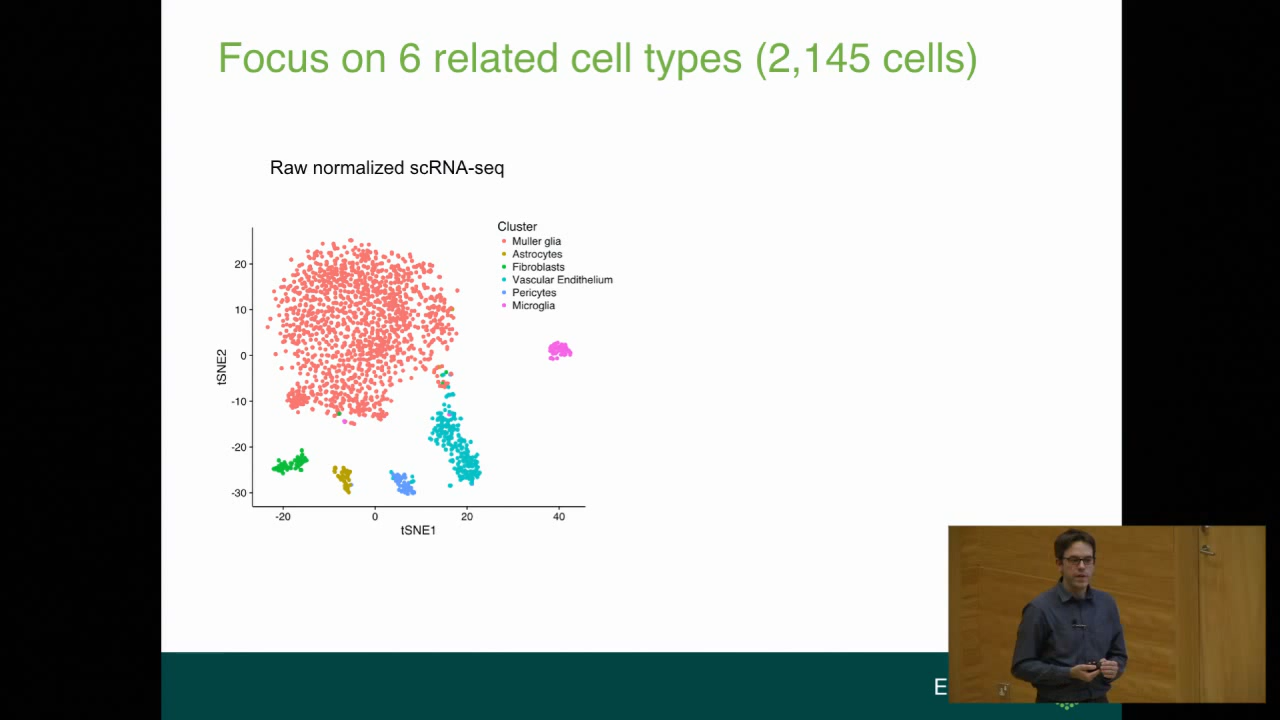 Focus on 6 related cell types (2,145 cells)
Raw normalized scRNA-seq
Cluster
Muller glia
Astrocytes
Fibroblasts
Vascular Endithelium
Pericytes
Microglia
tSNE2
20
10
0
-10
-20
-30
-20 0 20 40
tSNE1
E